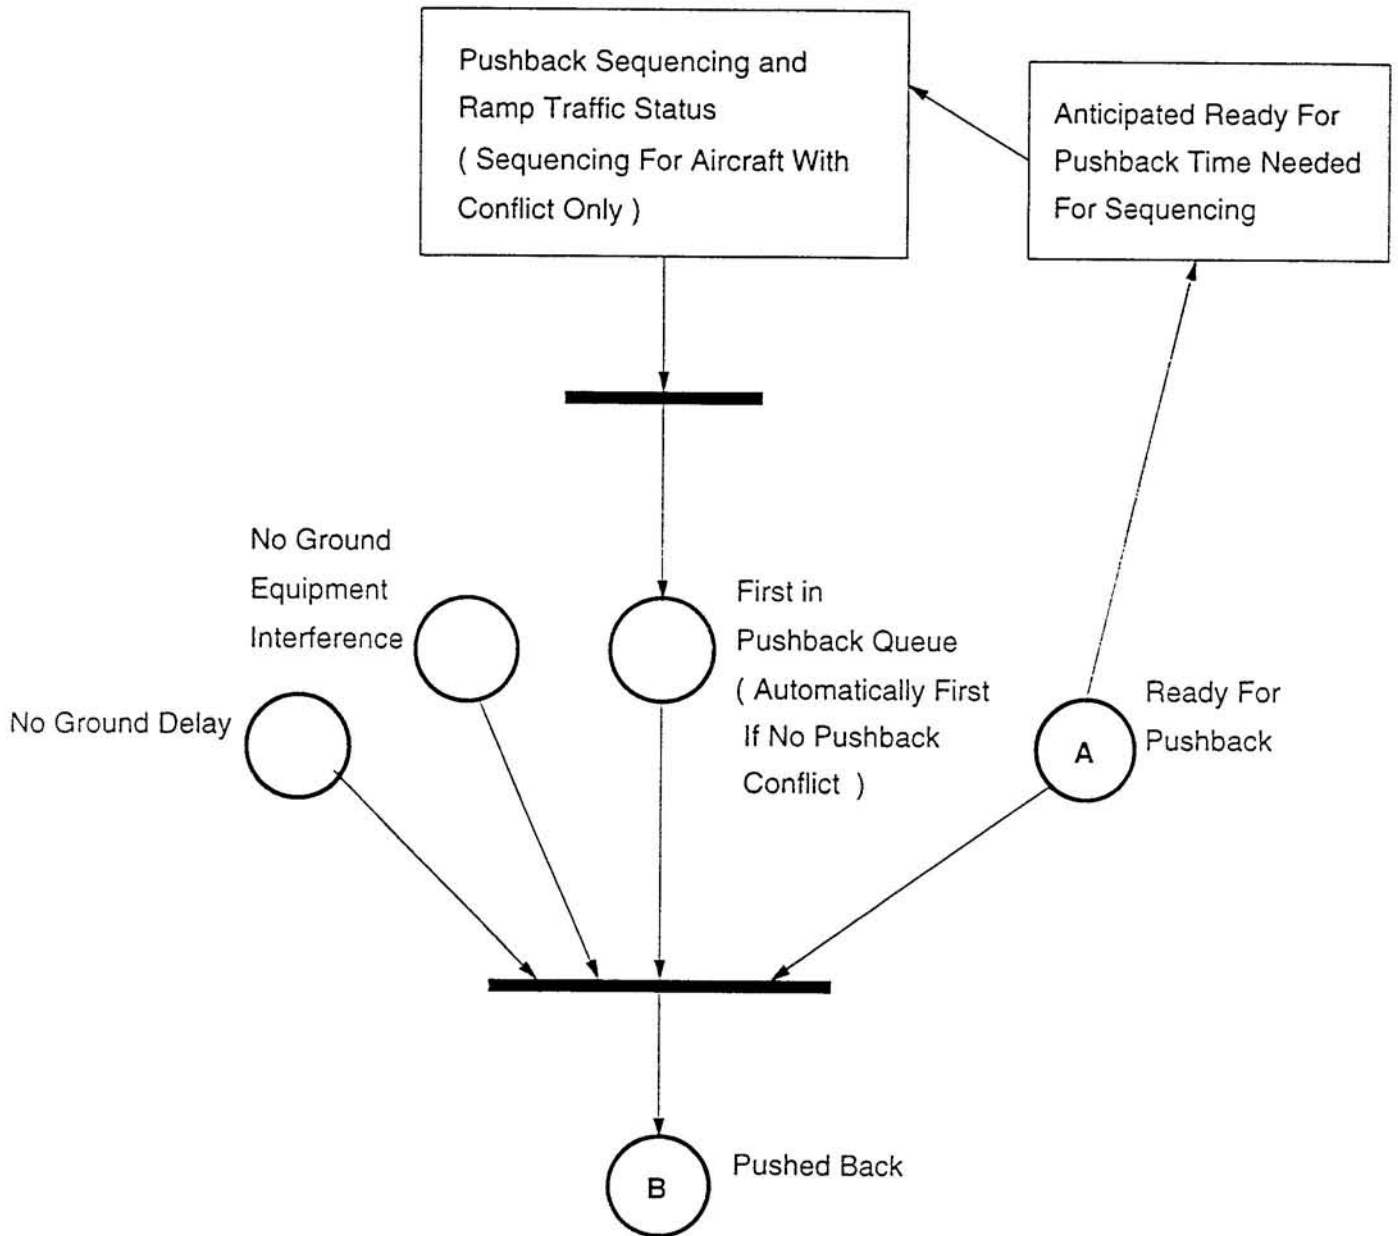 Pushback Sequencing and
Ramp Traffic Status
( Sequencing For Aircraft With
Conflict Only )
Anticipated Ready For
Pushback Time Needed
For Sequencing
No Ground
Equipment
Interference
First in
Pushback Queue
( Automatically First
If No Pushback
Conflict )
No Ground Delay
A
Ready For
Pushback
B
Pushed Back